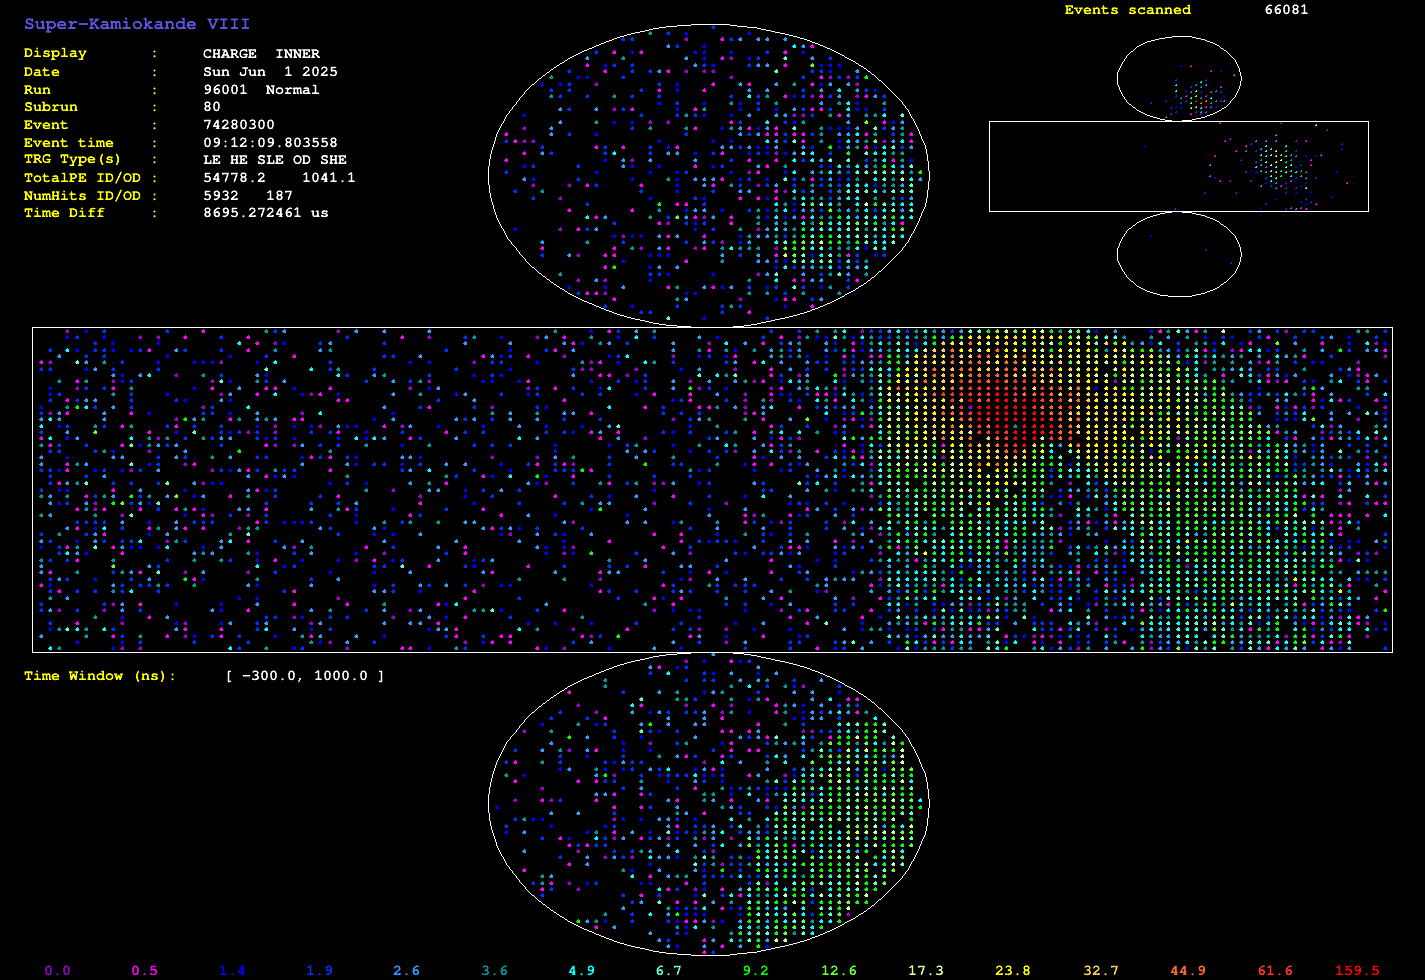 Super-Kamiokande VIII
Events scanned 66081
Display : CHARGE INNER
Date : Sun Jun 1 2025
Run : 96001 Normal
Subrun : 80
Event : 74280300
Event time : 09:12:09.803558
TRG Type(s) : LE HE SLE OD SHE
TotalPE ID/OD : 54778.2 1041.1
NumHits ID/OD : 5932 187
Time Diff : 8695.272461 us
Time Window (ns): [ -300.0, 1000.0 ]
0.0 0.5 1.4 1.9 2.6 3.6 4.9 6.7 9.2 12.6 17.3 23.8 32.7 44.9 61.6 159.5